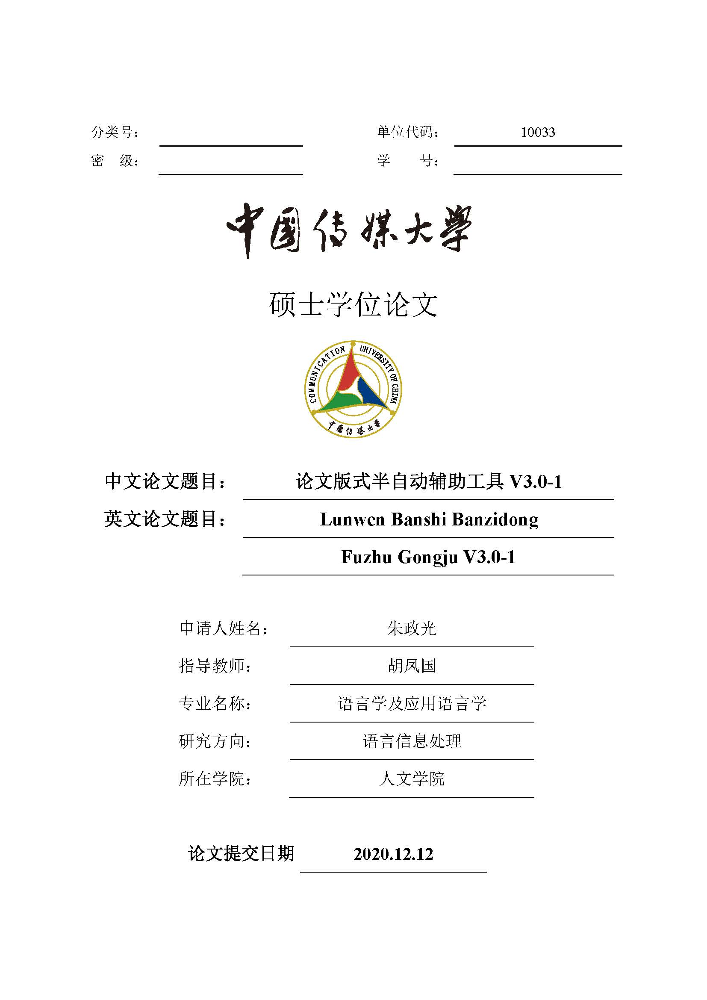 分类号： 单位代码： 10033
密 级： 学 号：
中国传媒大學
硕士学位论文
COMMUNICATION UNIVERSITY OF CHINA
中国传媒大學
中文论文题目： 论文版式半自动辅助工具 V3.0-1
英文论文题目： Lunwen Banshi Banzidong
Fuzhu Gongju V3.0-1
申请人姓名： 朱政光
指导教师： 胡凤国
专业名称： 语言学及应用语言学
研究方向： 语言信息处理
所在学院： 人文学院
论文提交日期 2020.12.12